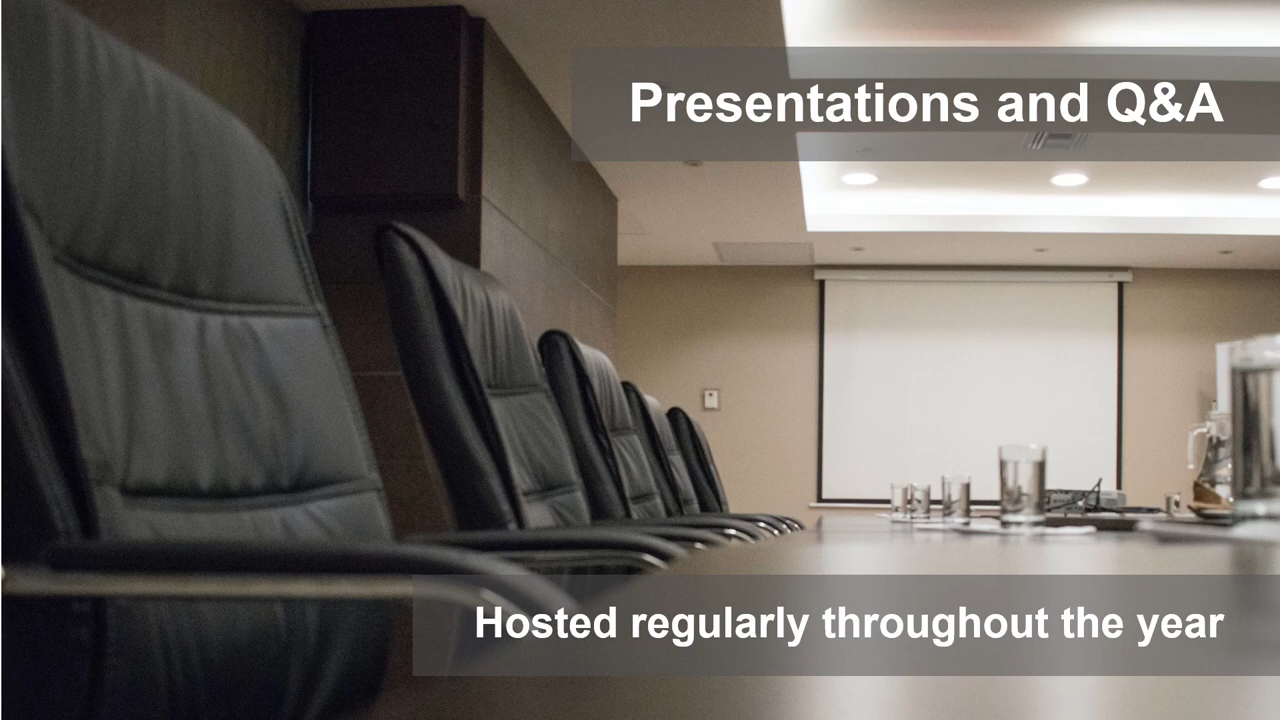 Presentations and Q&A
Hosted regularly throughout the year